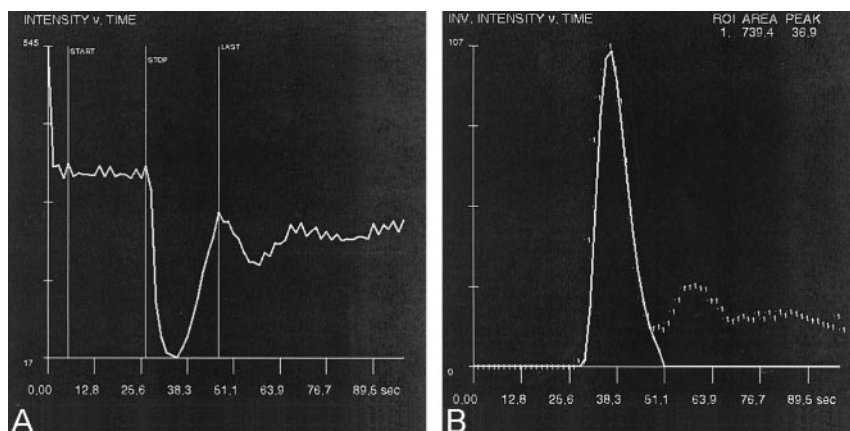 INTENSITY v. TIME
545
START
STOP
LAST
17
0,00 12,8 25,6 38,3 51,1 63,9 76,7 89,5 sec
A
INV. INTENSITY v. TIME
ROI AREA PEAK
1. 739,4 36,9
107
0
0,00 12,8 25,6 38,3 51,1 63,9 76,7 89,5 sec
B